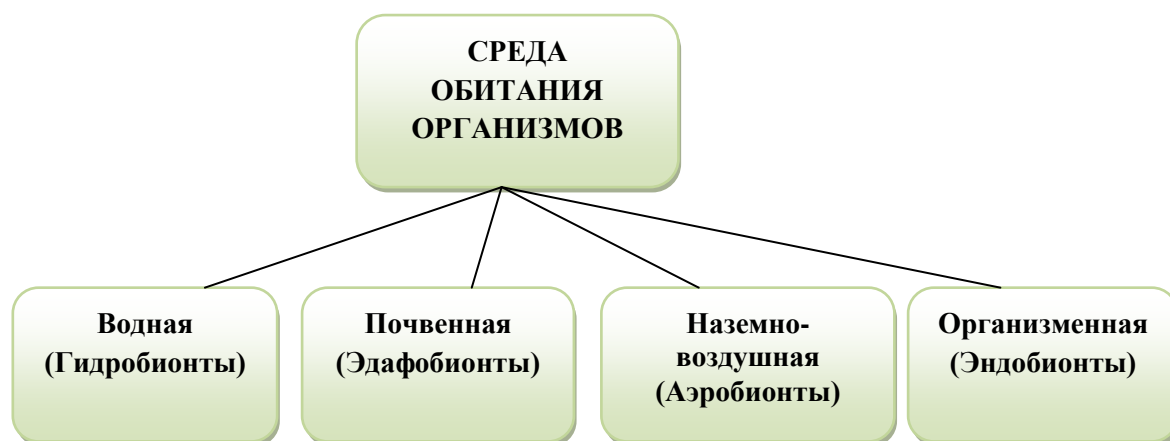 СРЕДА
ОБИТАНИЯ
ОРГАНИЗМОВ
Водная
(Гидробионты)
Почвенная
(Эдафобионты)
Наземно-
воздушная
(Аэробионты)
Организменная
(Эндобионты)